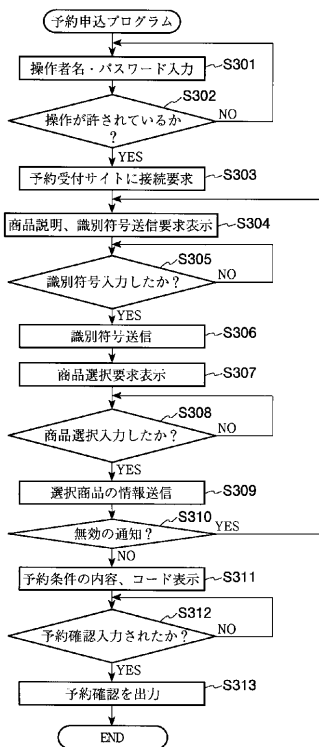 予約申込プログラム
操作者名・パスワード入力
S301
S302
操作が許されているか
?
NO
YES
予約受付サイトに接続要求
S303
商品説明、識別符号送信要求表示
S304
S305
識別符号入力したか?
NO
YES
識別符号送信
S306
商品選択要求表示
S307
S308
商品選択入力したか?
NO
YES
選択商品の情報送信
S309
S310
無効の通知?
YES
NO
予約条件の内容、コード表示
S311
S312
予約確認入力されたか?
NO
YES
予約確認を出力
S313
END